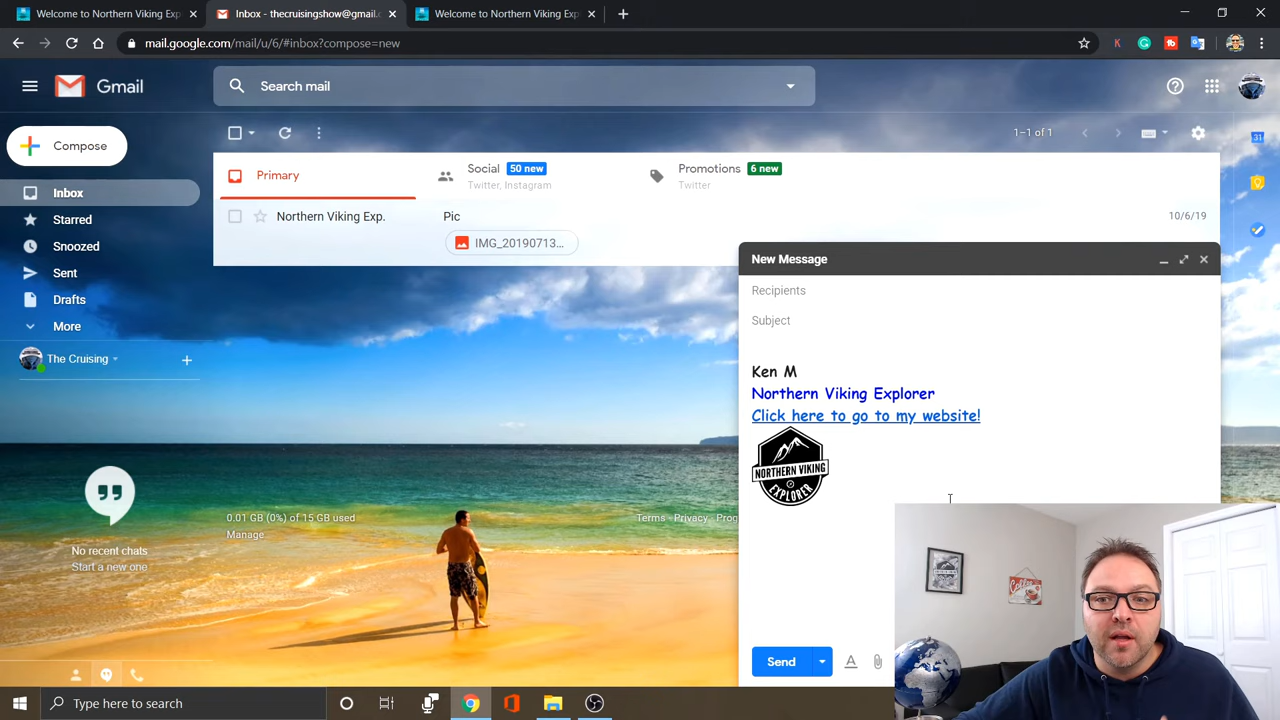 Welcome to Northern Viking Exp
Inbox - thecruisingshow@gmail.c
Welcome to Northern Viking Exp
mail.google.com/mail/u/6/#inbox?compose=new
Gmail
Search mail
Compose
1–1 of 1
Inbox
Starred
Snoozed
Sent
Drafts
More
The Cruising
Primary
Social 50 new
Twitter, Instagram
Promotions 6 new
Twitter
Northern Viking Exp.
Pic
10/6/19
IMG_20190713...
New Message
Recipients
Subject
Ken M
Northern Viking Explorer
Click here to go to my website!
NORTHERN VIKING
EXPLORER
No recent chats
Start a new one
0.01 GB (0%) of 15 GB used
Manage
Terms - Privacy - Prog
Send
Coffee
Type here to search